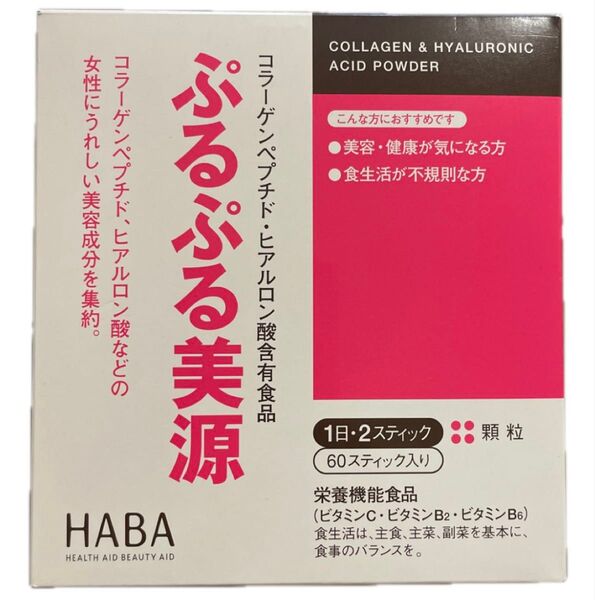 COLLAGEN & HYALURONIC
ACID POWDER
こんな方におすすめです
●美容・健康が気になる方
●食生活が不規則な方
コラーゲンペプチド・ヒアルロン酸含有食品
ぷるぷる美源
コラーゲンペプチド、ヒアルロン酸などの
女性にうれしい美容成分を集約。
1日・2スティック
顆粒
60スティック入り
栄養機能食品
(ビタミンC・ビタミンB2・ビタミンB6)
食生活は、主食、主菜、副菜を基本に、
食事のバランスを。
HABA
HEALTH AID BEAUTY AID